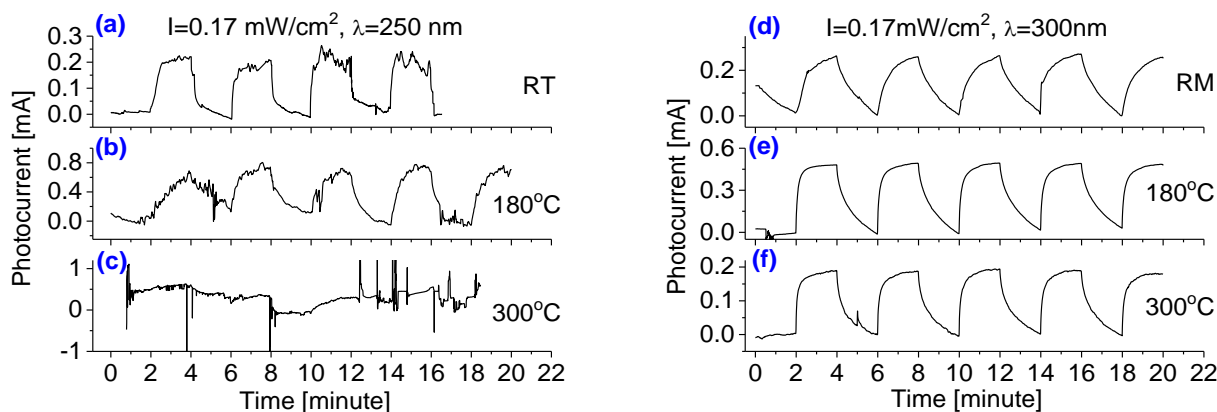 (a) I=0.17 mW/cm², λ=250 nm
0.3
0.2
0.1
0.0
RT
(b)
0.8
0.4
0.0
180°C
(c)
1
0
-1
300°C
Photocurrent [mA]
0 2 4 6 8 10 12 14 16 18 20 22
Time [minute]
(d) I=0.17mW/cm², λ=300nm
0.2
0.0
RM
(e)
0.6
0.3
0.0
180°C
(f)
0.2
0.1
0.0
300°C
Photocurrent [mA]
0 2 4 6 8 10 12 14 16 18 20 22
Time [minute]